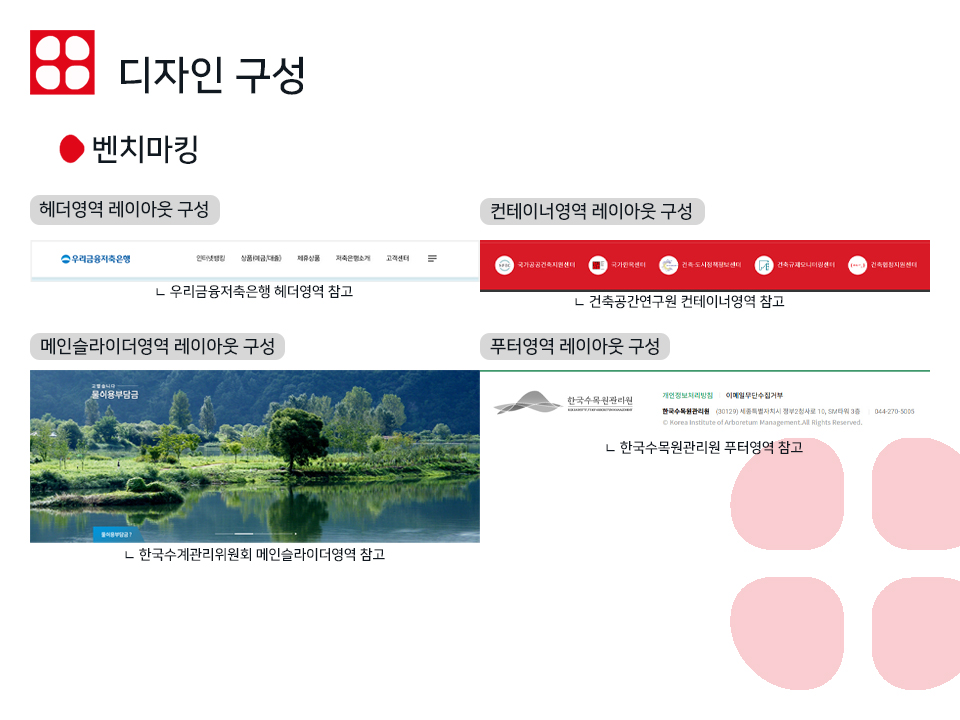 디자인 구성
벤치마킹
헤더영역 레이아웃 구성
우리금융저축은행 인터넷뱅킹 상품(예금/대출) 제휴상품 저축은행소개 고객센터
ㄴ 우리금융저축은행 헤더영역 참고
컨테이너영역 레이아웃 구성
국가공공건축지원센터 국가한옥센터 건축·도시정책정보센터 건축규제모니터링센터 건축행정지원센터
ㄴ 건축공간연구원 컨테이너영역 참고
메인슬라이더영역 레이아웃 구성
고맙습니다
물이용부담금
물이용부담금 ?
ㄴ 한국수계관리위원회 메인슬라이더영역 참고
푸터영역 레이아웃 구성
한국수목원관리원
개인정보처리방침 이메일무단수집거부
한국수목원관리원 (30129) 세종특별자치시 정부2청사로 10, SM타워 3층 044-270-5005
© Korea Institute of Arboretum Management.All Rights Reserved.
ㄴ 한국수목원관리원 푸터영역 참고